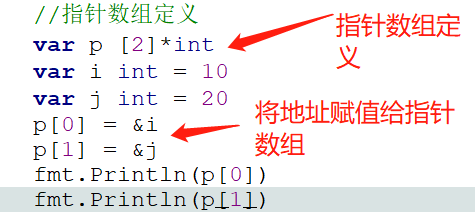 //指针数组定义
var p [2]*int
指针数组定
义
var i int = 10
var j int = 20
p[0] = &i
将地址赋值给指针
数组
p[1] = &j
fmt.Println(p[0])
fmt.Println(p[1])